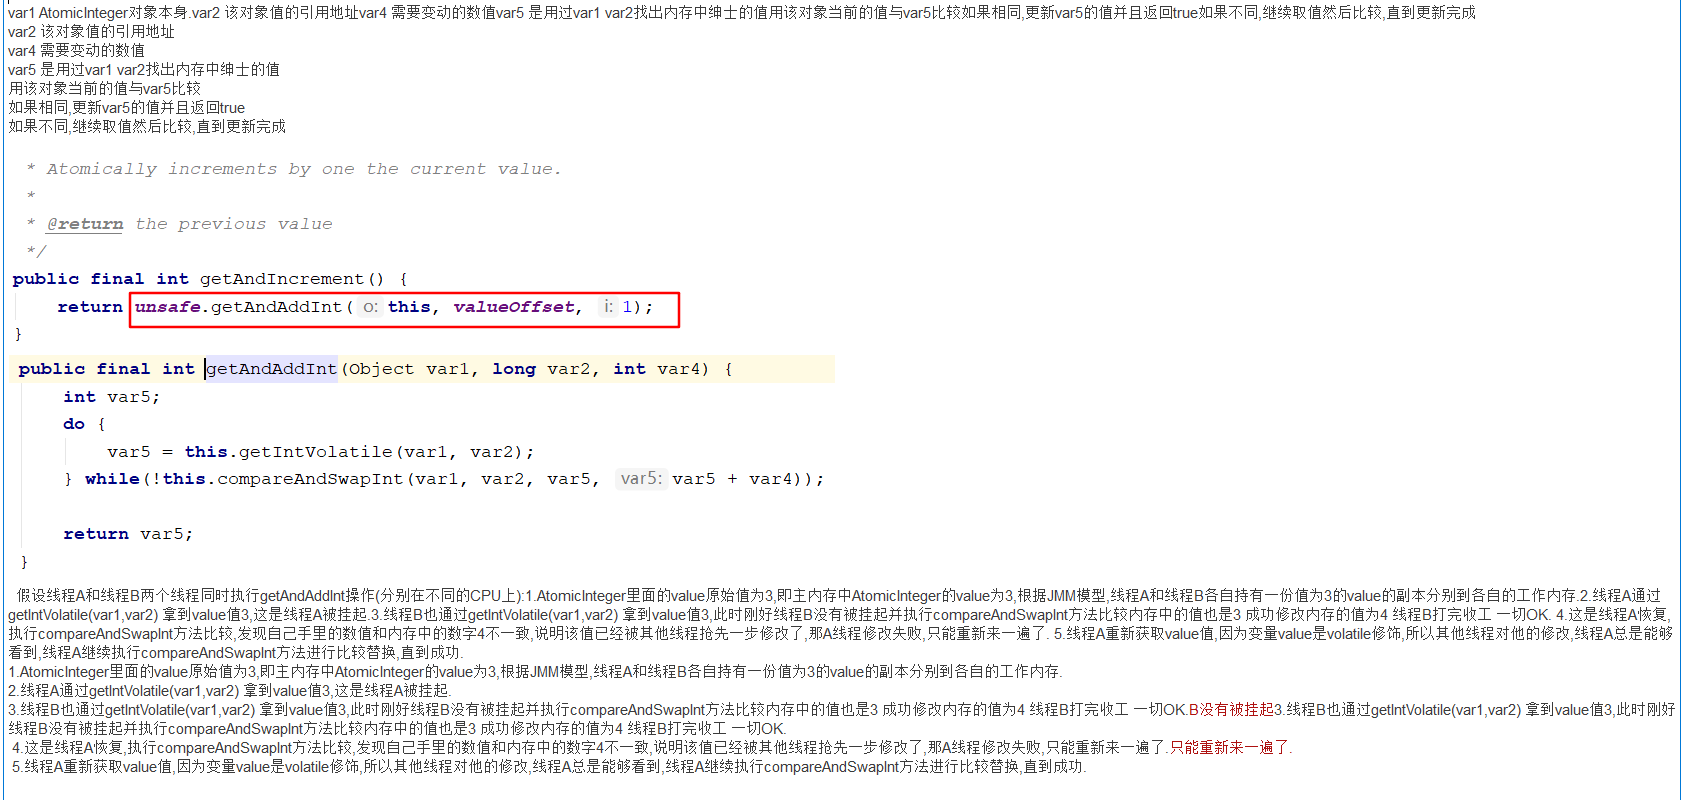 var1 AtomicInteger对象本身.var2 该对象值的引用地址var4 需要变动的数值var5 是用过var1 var2找出内存中绅士的值用该对象当前的值与var5比较如果相同,更新var5的值并且返回true如果不同,继续取值然后比较,直到更新完成
var2 该对象值的引用地址
var4 需要变动的数值
var5 是用过var1 var2找出内存中绅士的值
用该对象当前的值与var5比较
如果相同,更新var5的值并且返回true
如果不同,继续取值然后比较,直到更新完成
* Atomically increments by one the current value.
*
* @return the previous value
*/
public final int getAndIncrement() {
return unsafe.getAndAddInt( o: this, valueOffset, i: 1);
}
public final int getAndAddInt(Object var1, long var2, int var4) {
int var5;
do {
var5 = this.getIntVolatile(var1, var2);
} while(!this.compareAndSwapInt(var1, var2, var5, var5: var5 + var4));
return var5;
}
假设线程A和线程B两个线程同时执行getAndAddInt操作(分别在不同的CPU上):1.AtomicInteger里面的value原始值为3,即主内存中AtomicInteger的value为3,根据JMM模型,线程A和线程B各自持有一份值为3的value的副本分别到各自的工作内存.2.线程A通过
getIntVolatile(var1,var2) 拿到value值3,这是线程A被挂起.3.线程B也通过getIntVolatile(var1,var2) 拿到value值3,此时刚好线程B没有被挂起并执行compareAndSwapInt方法比较内存中的值也是3 成功修改内存的值为4 线程B打完收工 一切OK. 4.这是线程A恢复,
执行compareAndSwapInt方法比较,发现自己手里的数值和内存中的数字4不一致,说明该值已经被其他线程抢先一步修改了,那A线程修改失败,只能重新来一遍了. 5.线程A重新获取value值,因为变量value是volatile修饰,所以其他线程对他的修改,线程A总是能够
看到,线程A继续执行compareAndSwapInt方法进行比较替换,直到成功.
1.AtomicInteger里面的value原始值为3,即主内存中AtomicInteger的value为3,根据JMM模型,线程A和线程B各自持有一份值为3的value的副本分别到各自的工作内存.
2.线程A通过getIntVolatile(var1,var2) 拿到value值3,这是线程A被挂起.
3.线程B也通过getIntVolatile(var1,var2) 拿到value值3,此时刚好线程B没有被挂起并执行compareAndSwapInt方法比较内存中的值也是3 成功修改内存的值为4 线程B打完收工 一切OK.B没有被挂起3.线程B也通过getIntVolatile(var1,var2) 拿到value值3,此时刚好
线程B没有被挂起并执行compareAndSwapInt方法比较内存中的值也是3 成功修改内存的值为4 线程B打完收工 一切OK.
4.这是线程A恢复,执行compareAndSwapInt方法比较,发现自己手里的数值和内存中的数字4不一致,说明该值已经被其他线程抢先一步修改了,那A线程修改失败,只能重新来一遍了.只能重新来一遍了.
5.线程A重新获取value值,因为变量value是volatile修饰,所以其他线程对他的修改,线程A总是能够看到,线程A继续执行compareAndSwapInt方法进行比较替换,直到成功.